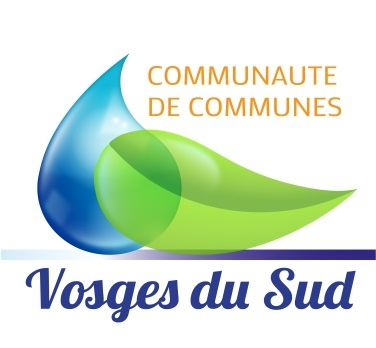 COMMUNAUTE
DE COMMUNES
Vosges du Sud